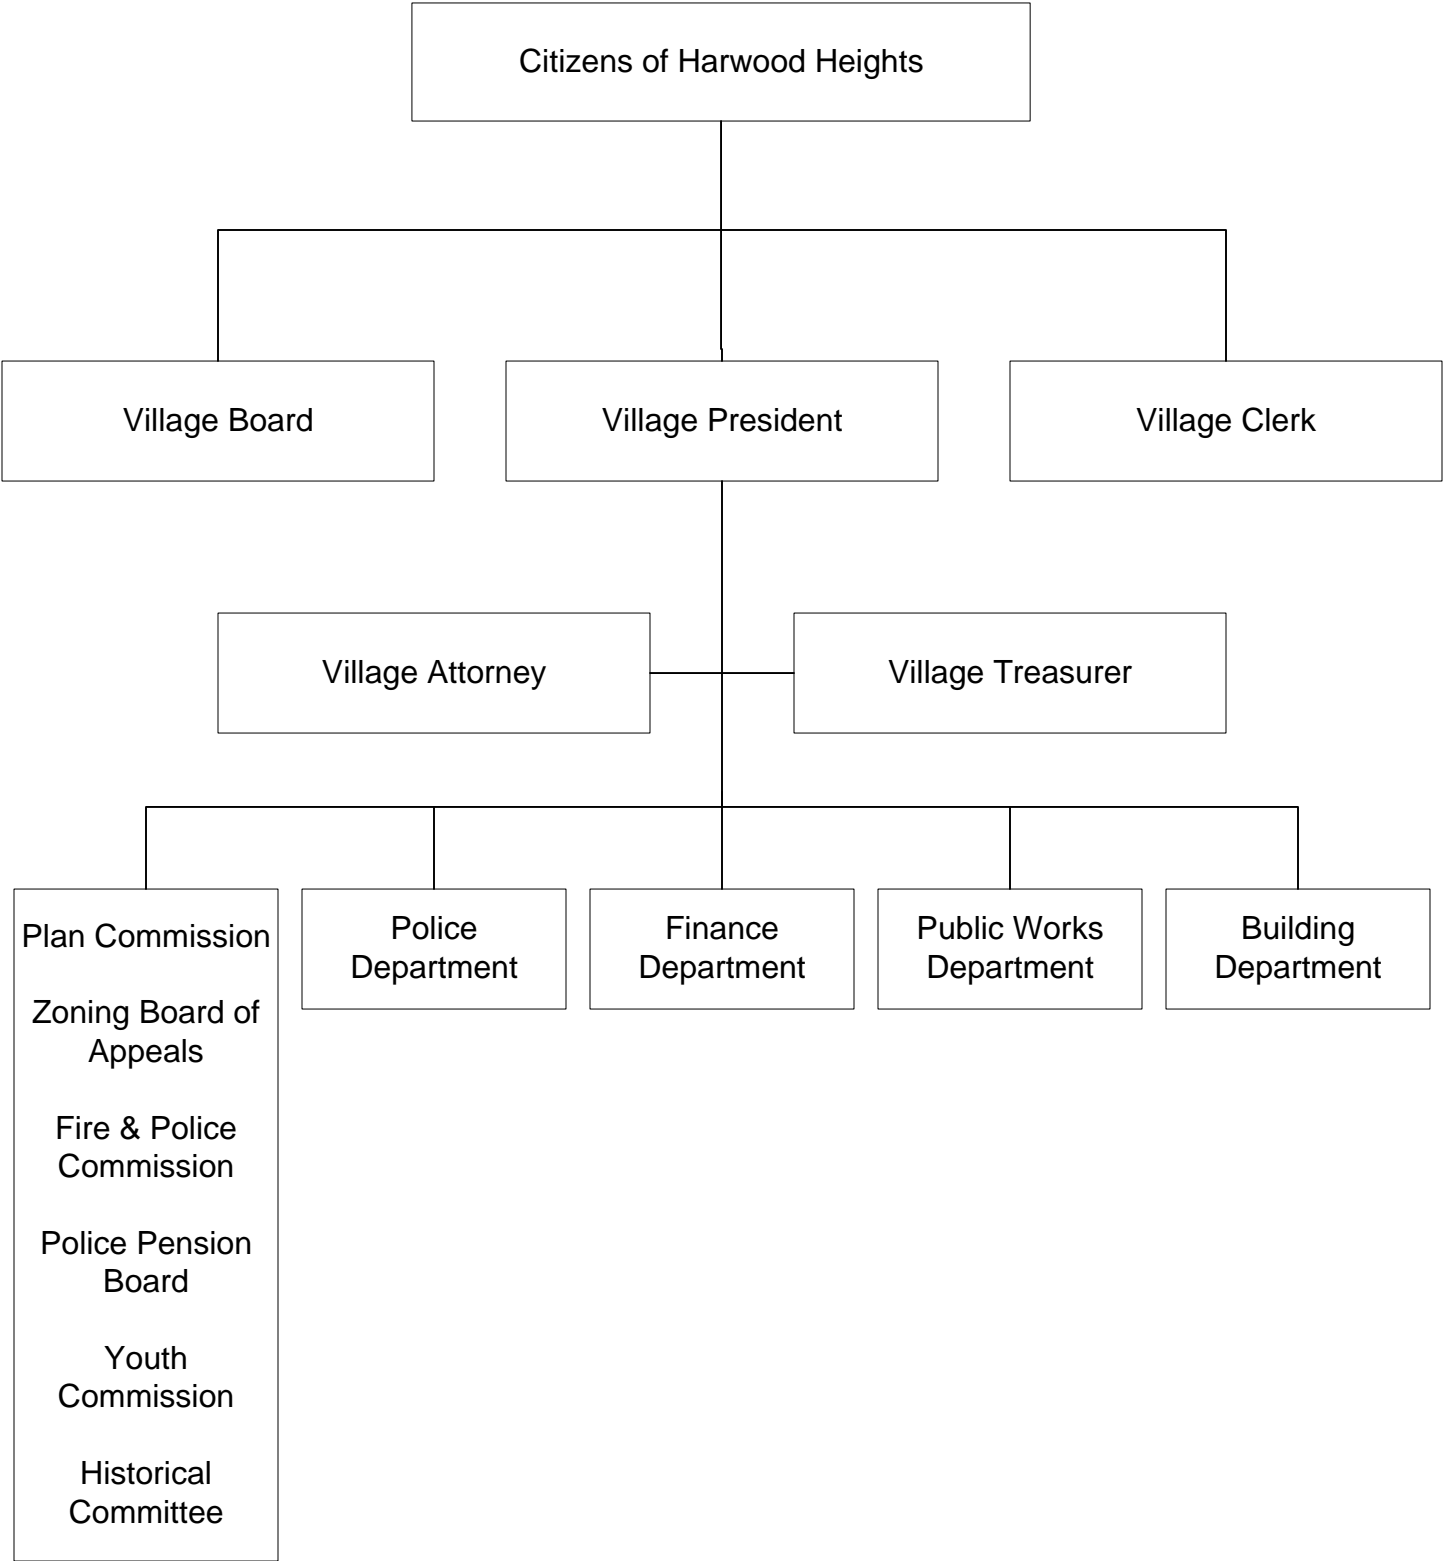 Citizens of Harwood Heights
Village Board
Village President
Village Clerk
Village Attorney
Village Treasurer
Plan Commission
Zoning Board of
Appeals
Fire & Police
Commission
Police Pension
Board
Youth
Commission
Historical
Committee
Police
Department
Finance
Department
Public Works
Department
Building
Department